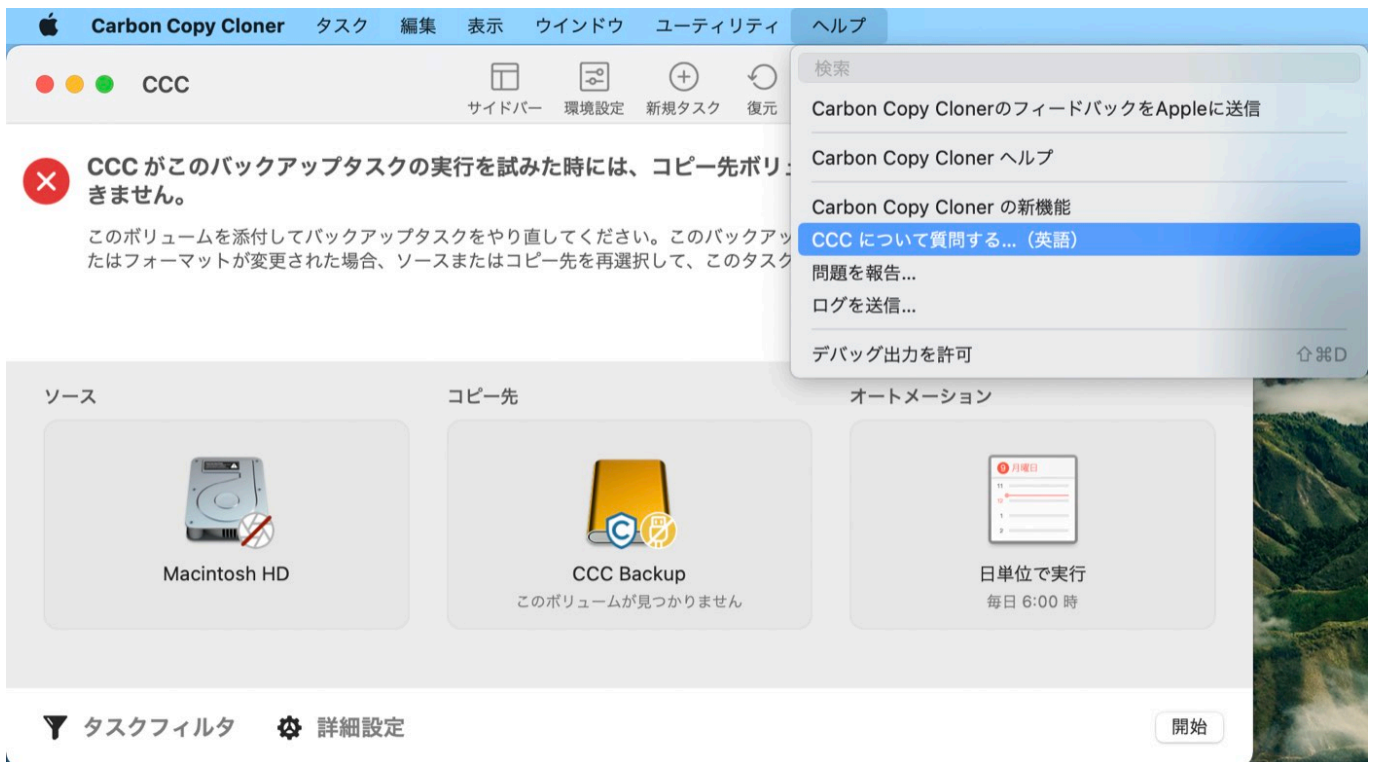 Carbon Copy Cloner タスク 編集 表示 ウインドウ ユーティリティ ヘルプ
CCC
サイドバー 環境設定 新規タスク 復元
検索
Carbon Copy ClonerのフィードバックをAppleに送信
Carbon Copy Cloner ヘルプ
Carbon Copy Cloner の新機能
CCC について質問する...（英語）
問題を報告...
ログを送信...
デバッグ出力を許可 ⇧⌘D
CCC がこのバックアップタスクの実行を試みた時には、コピー先ボリュ
きません。
このボリュームを添付してバックアップタスクをやり直してください。このバックアッ
たはフォーマットが変更された場合、ソースまたはコピー先を再選択して、このタスク
ソース コピー先 オートメーション
9 月曜日
11
10
1
2
Macintosh HD CCC Backup 日単位で実行
このボリュームが見つかりません 毎日 6:00 時
タスクフィルタ 詳細設定 開始